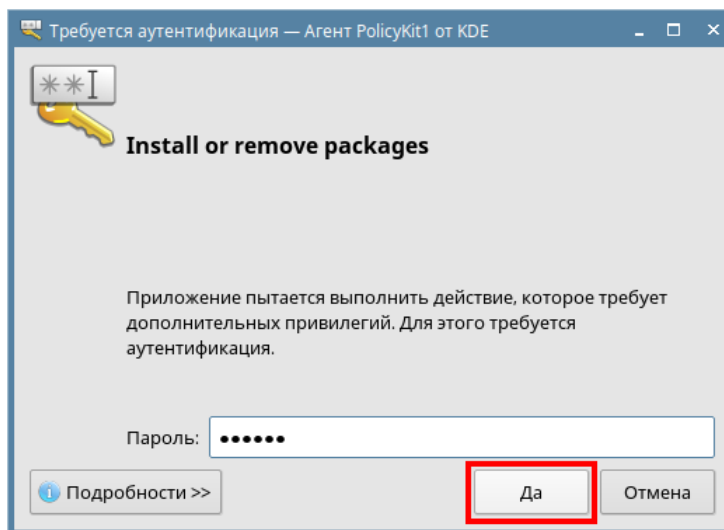 Требуется аутентификация — Агент PolicyKit1 от KDE
Install or remove packages
Приложение пытается выполнить действие, которое требует
дополнительных привилегий. Для этого требуется
аутентификация.
Пароль: ●●●●●●
Подробности >>
Да
Отмена